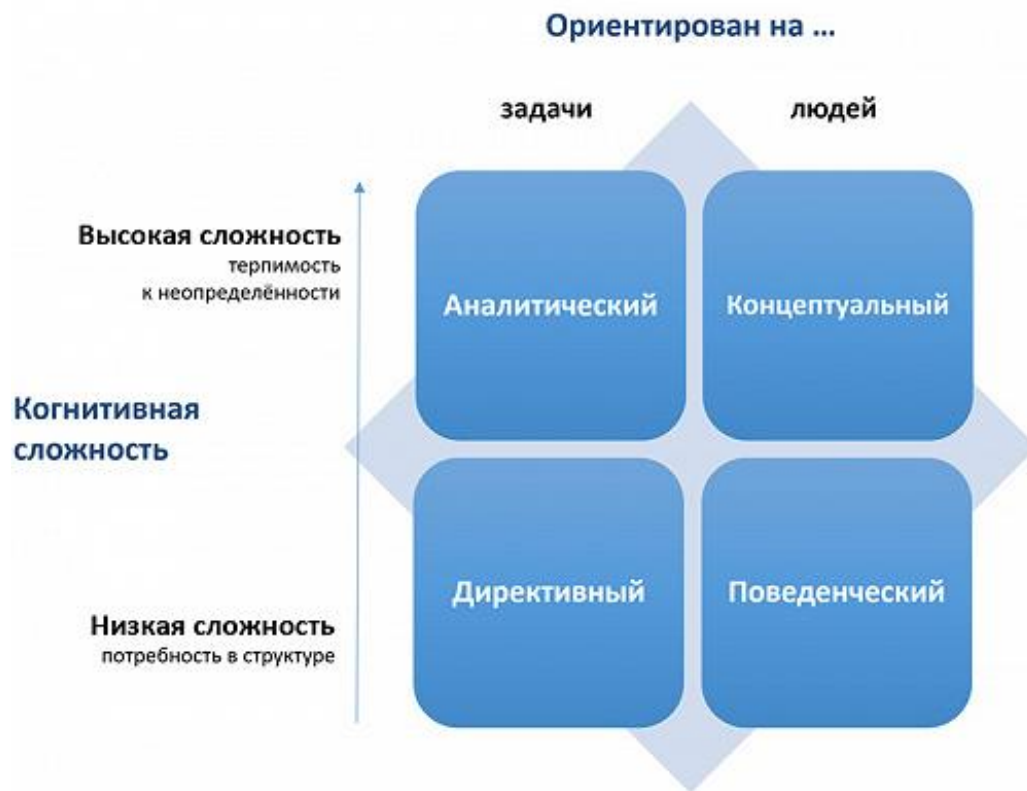 Ориентирован на ...
задачи
людей
Высокая сложность
терпимость
к неопределённости
Аналитический
Концептуальный
Когнитивная
сложность
Директивный
Поведенческий
Низкая сложность
потребность в структуре